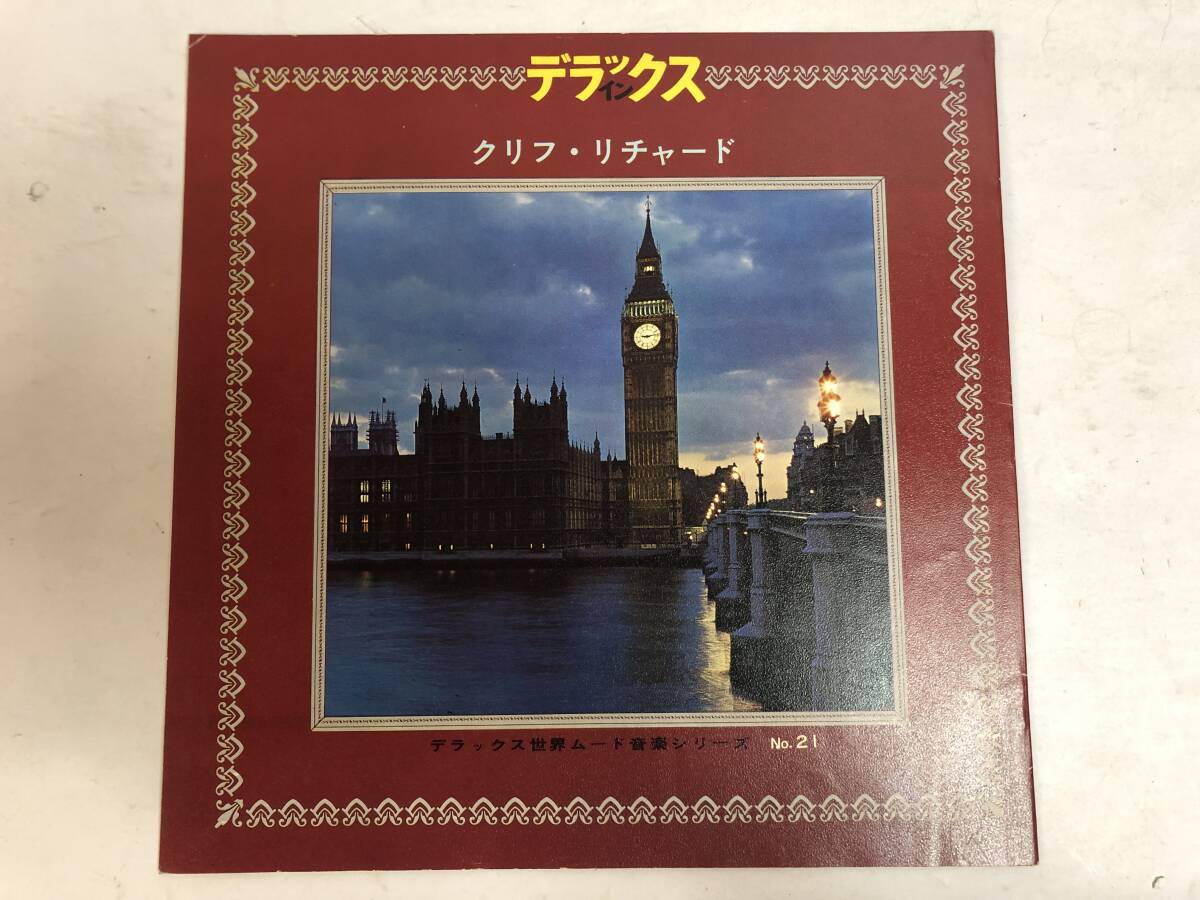 デラックス
イン
クリフ・リチャード
デラックス世界ムード音楽シリーズ No.21